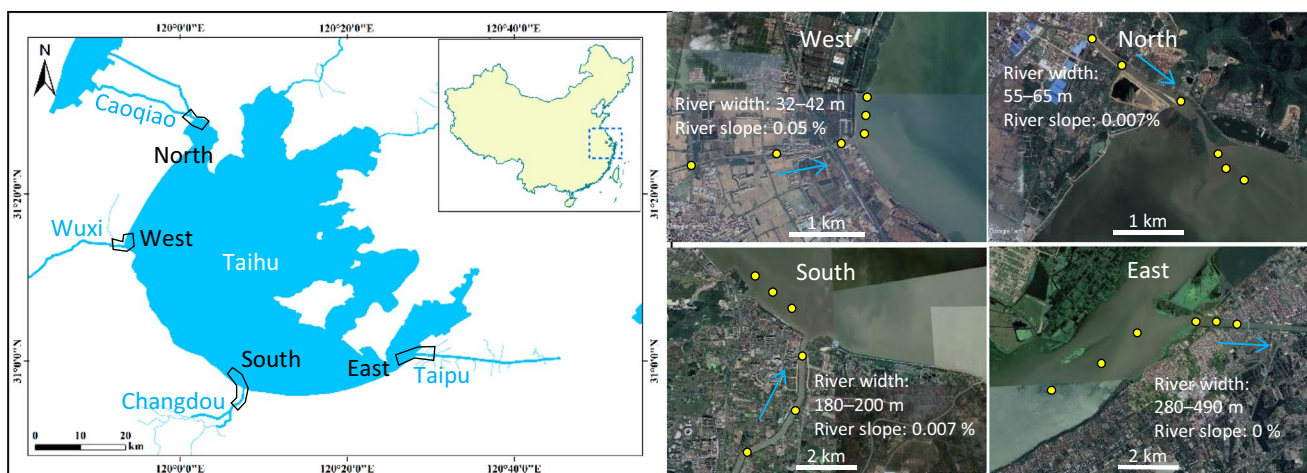 120°0'0"E 120°20'0"E 120°40'0"E
N
Caoqiao
North
31°20'0"N 31°20'0"N
Wuxi
West
Taihu
South
31°0'0"N 31°0'0"N
East
Taipu
Changdou
0 10 20
km
120°0'0"E 120°20'0"E 120°40'0"E
West
River width: 32–42 m
River slope: 0.05 %
1 km
North
River width:
55–65 m
River slope: 0.007%
1 km
South
River width:
180–200 m
River slope: 0.007 %
2 km
East
River width:
280–490 m
River slope: 0 %
2 km